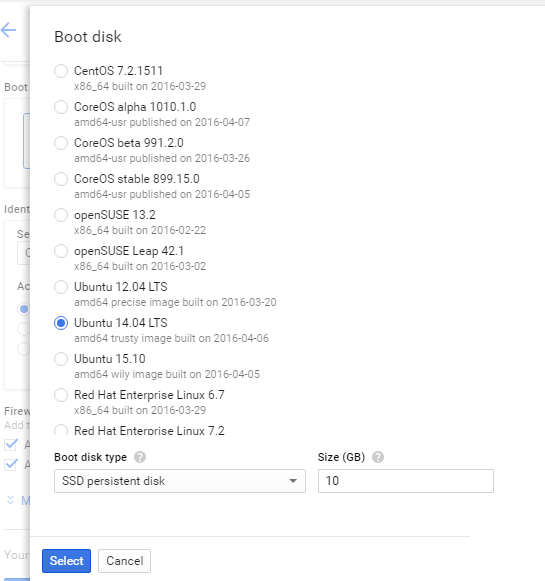 Boot disk
CentOS 7.2.1511
x86_64 built on 2016-03-29
CoreOS alpha 1010.1.0
amd64-usr published on 2016-04-07
CoreOS beta 991.2.0
amd64-usr published on 2016-03-26
CoreOS stable 899.15.0
amd64-usr published on 2016-04-05
openSUSE 13.2
x86_64 built on 2016-02-22
openSUSE Leap 42.1
x86_64 built on 2016-03-02
Ubuntu 12.04 LTS
amd64 precise image built on 2016-03-20
Ubuntu 14.04 LTS
amd64 trusty image built on 2016-04-06
Ubuntu 15.10
amd64 wily image built on 2016-04-05
Red Hat Enterprise Linux 6.7
x86_64 built on 2016-03-29
Red Hat Enterprise Linux 7.2
Boot disk type ? Size (GB) ?
SSD persistent disk 10
Select Cancel
Boot
Ident
Se
Ac
Firew
Add t
A
A
M
Your